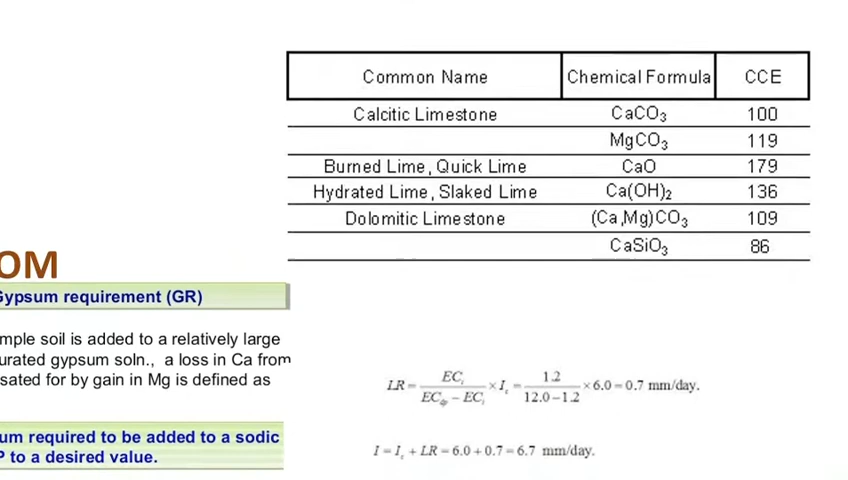 Common Name Chemical Formula CCE
Calcitic Limestone CaCO₃ 100
MgCO₃ 119
Burned Lime, Quick Lime CaO 179
Hydrated Lime, Slaked Lime Ca(OH)₂ 136
Dolomitic Limestone (Ca,Mg)CO₃ 109
CaSiO₃ 86
OM
Gypsum requirement (GR)
mple soil is added to a relatively large
urated gypsum soln., a loss in Ca from
sated for by gain in Mg is defined as
um required to be added to a sodic
P to a desired value.
LR = ECᵢ / (EC_dp − ECᵢ) × I_c = 1.2 / (12.0−1.2) × 6.0 = 0.7 mm/day.
I = I_c + LR = 6.0 + 0.7 = 6.7 mm/day.